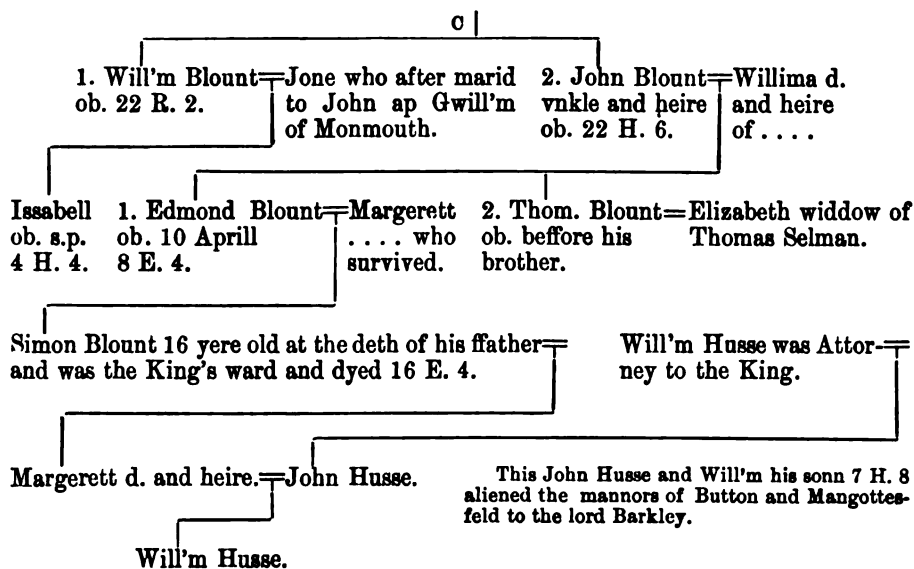 C
1. Will'm Blount=Jone who after marid
ob. 22 R. 2. to John ap Gwill'm
of Monmouth.
2. John Blount=Willima d.
vnkle and heire and heire
ob. 22 H. 6. of . . . .
Issabell
ob. s.p.
4 H. 4.
1. Edmond Blount=Margerett
ob. 10 Aprill . . . . who
8 E. 4. survived.
2. Thom. Blount=Elizabeth widdow of
ob. beffore his Thomas Selman.
brother.
Simon Blount 16 yere old at the deth of his ffather=
and was the King's ward and dyed 16 E. 4.
Will'm Husse was Attor-=
ney to the King.
Margerett d. and heire.=John Husse.
This John Husse and Will'm his sonn 7 H. 8
aliened the mannors of Button and Mangottes-
feld to the lord Barkley.
Will'm Husse.